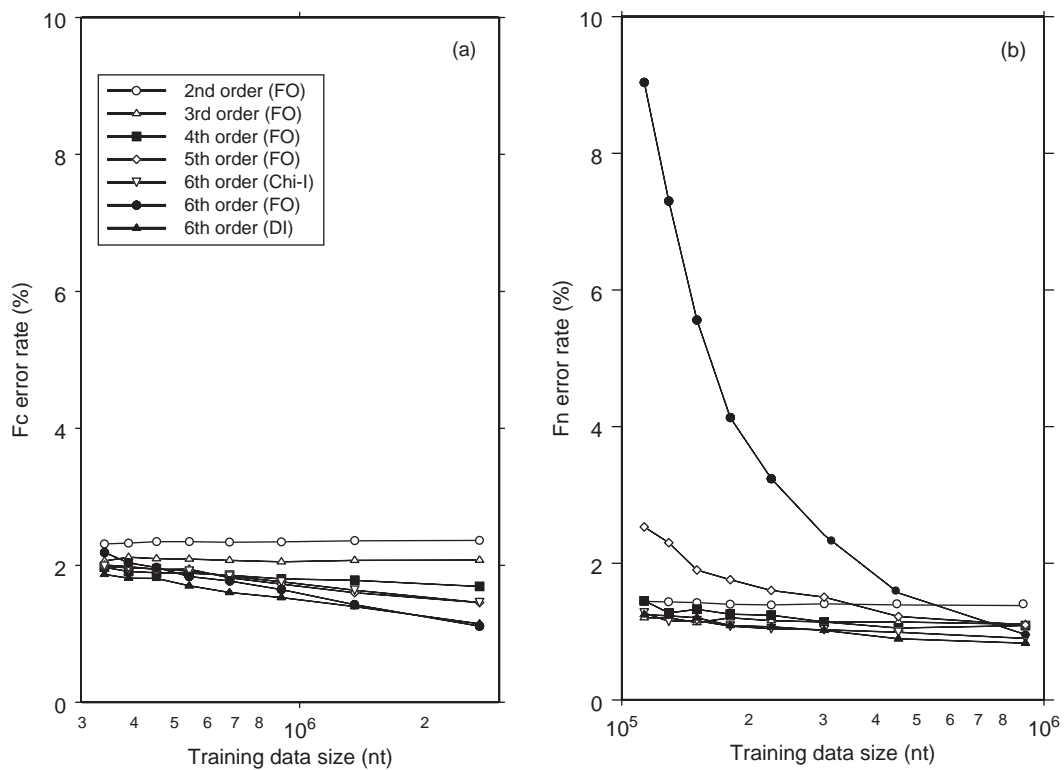 10
8
6
4
2
0
Fc error rate (%)
(a)
2nd order (FO)
3rd order (FO)
4th order (FO)
5th order (FO)
6th order (Chi-I)
6th order (FO)
6th order (DI)
3 4 5 6 7 8 10^6 2
Training data size (nt)
10
8
6
4
2
0
Fn error rate (%)
(b)
10^5 2 3 4 5 6 7 8 10^6
Training data size (nt)